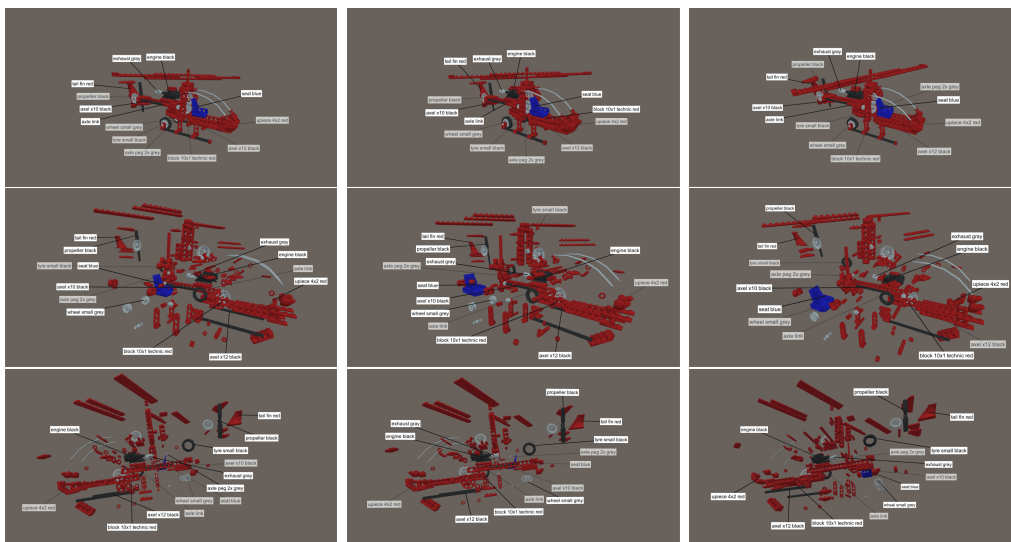 exhaust gray
engine black
tail fin red
propeller black
seat blue
axel x10 black
axle link
wheel small grey
upiece 4x2 red
tyre small black
axel x12 black
axle peg 2x grey
block 10x1 technic red
engine black
tail fin red
exhaust gray
seat blue
propeller black
block 10x1 technic red
axel x10 black
axle link
upiece 4x2 red
wheel small grey
tyre small black
axel x12 black
axle peg 2x grey
exhaust gray
engine black
propeller black
tail fin red
axle peg 2x grey
seat blue
axel x10 black
axle link
upiece 4x2 red
tyre small black
wheel small grey
axel x12 black
block 10x1 technic red
tail fin red
exhaust gray
propeller black
engine black
tyre small black
seat blue
axle link
axel x10 black
upiece 4x2 red
axle peg 2x grey
wheel small grey
block 10x1 technic red
axel x12 black
tyre small black
tail fin red
propeller black
engine black
axle peg 2x grey
exhaust gray
seat blue
upiece 4x2 red
axel x10 black
wheel small grey
axle link
block 10x1 technic red
axel x12 black
propeller black
exhaust gray
tail fin red
engine black
tyre small black
axle peg 2x grey
upiece 4x2 red
axel x10 black
seat blue
wheel small grey
axle link
axel x12 black
block 10x1 technic red
tail fin red
propeller black
engine black
tyre small black
axel x10 black
exhaust gray
axle peg 2x grey
wheel small grey
seat blue
upiece 4x2 red
axle link
axel x12 black
block 10x1 technic red
propeller black
tail fin red
exhaust gray
engine black
tyre small black
axle peg 2x grey
seat blue
axel x10 black
axle link
wheel small grey
upiece 4x2 red
block 10x1 technic red
axel x12 black
propeller black
tail fin red
engine black
tyre small black
axle peg 2x grey
exhaust gray
axel x10 black
seat blue
upiece 4x2 red
wheel small grey
axle link
axel x12 black
block 10x1 technic red